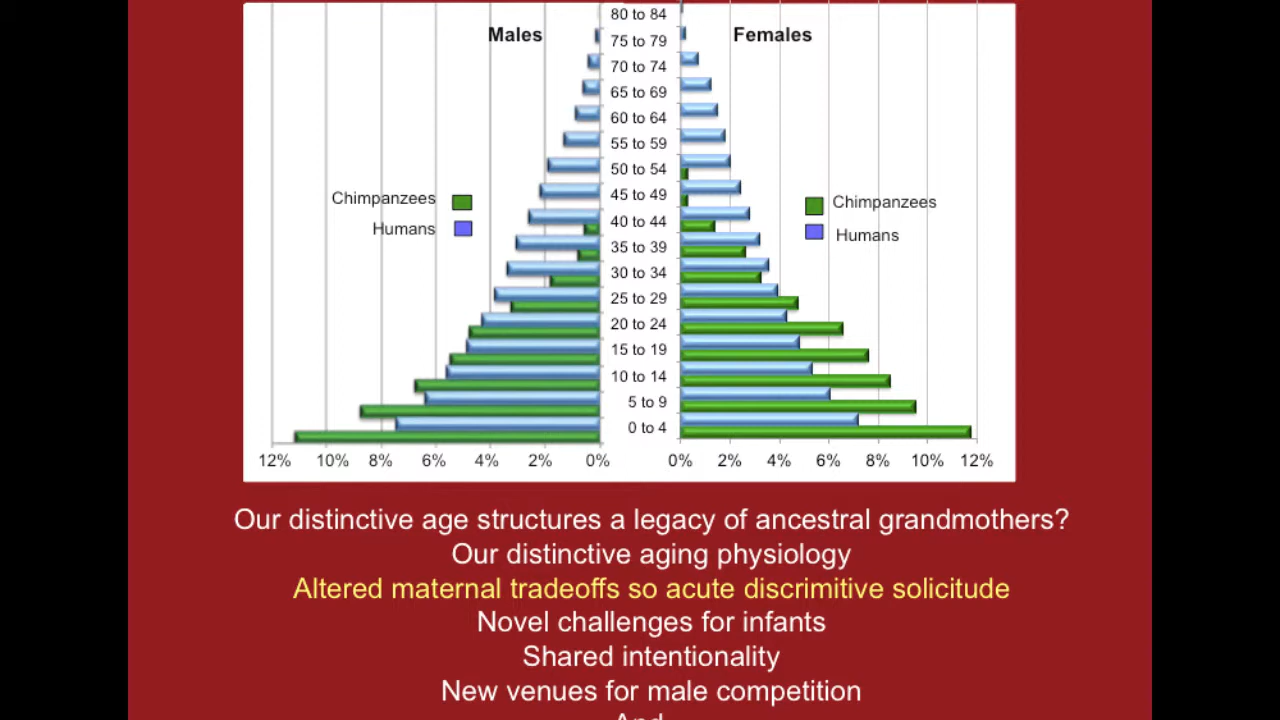 Males
Females
80 to 84
75 to 79
70 to 74
65 to 69
60 to 64
55 to 59
50 to 54
45 to 49
40 to 44
35 to 39
30 to 34
25 to 29
20 to 24
15 to 19
10 to 14
5 to 9
0 to 4
Chimpanzees
Humans
Chimpanzees
Humans
12% 10% 8% 6% 4% 2% 0%
0% 2% 4% 6% 8% 10% 12%
Our distinctive age structures a legacy of ancestral grandmothers?
Our distinctive aging physiology
Altered maternal tradeoffs so acute discrimitive solicitude
Novel challenges for infants
Shared intentionality
New venues for male competition
And